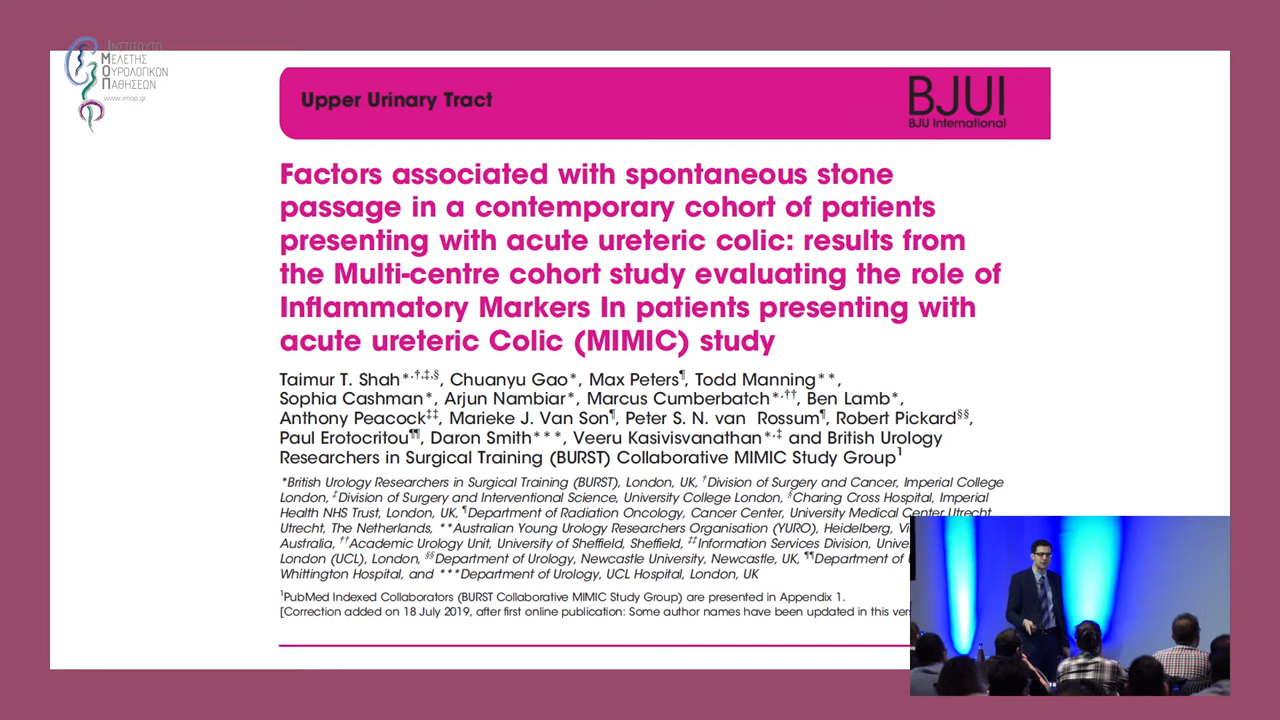 ΙΝΣΤΙΤΟΥΤΟ
ΜΕΛΕΤΗΣ
ΟΥΡΟΛΟΓΙΚΩΝ
ΠΑΘΗΣΕΩΝ
www.imop.gr
Upper Urinary Tract
BJUI
BJU International
Factors associated with spontaneous stone
passage in a contemporary cohort of patients
presenting with acute ureteric colic: results from
the Multi-centre cohort study evaluating the role of
Inflammatory Markers In patients presenting with
acute ureteric Colic (MIMIC) study
Taimur T. Shah*,†,‡,§, Chuanyu Gao*, Max Peters¶, Todd Manning**,
Sophia Cashman*, Arjun Nambiar*, Marcus Cumberbatch*,††, Ben Lamb*,
Anthony Peacock‡‡, Marieke J. Van Son¶, Peter S. N. van Rossum¶, Robert Pickard§§,
Paul Erotocritou¶¶, Daron Smith***, Veeru Kasivisvanathan*,‡ and British Urology
Researchers in Surgical Training (BURST) Collaborative MIMIC Study Group1
*British Urology Researchers in Surgical Training (BURST), London, UK, †Division of Surgery and Cancer, Imperial College
London, ‡Division of Surgery and Interventional Science, University College London, §Charing Cross Hospital, Imperial
Health NHS Trust, London, UK, ¶Department of Radiation Oncology, Cancer Center, University Medical Center Utrecht,
Utrecht, The Netherlands, **Australian Young Urology Researchers Organisation (YURO), Heidelberg,
Australia, ††Academic Urology Unit, University of Sheffield, Sheffield, ‡‡Information Services Division,
London (UCL), London, §§Department of Urology, Newcastle University, Newcastle, UK, ¶¶Department of
Whittington Hospital, and ***Department of Urology, UCL Hospital, London, UK
1PubMed Indexed Collaborators (BURST Collaborative MIMIC Study Group) are presented in Appendix 1.
[Correction added on 18 July 2019, after first online publication: Some author names have been updated in this